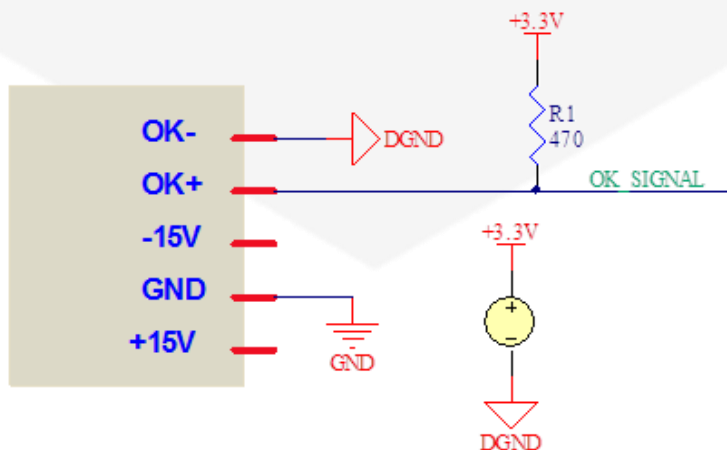 OK-
OK+
-15V
GND
+15V
DGND
GND
+3.3V
R1
470
OK_SIGNAL
+3.3V
+
-
DGND